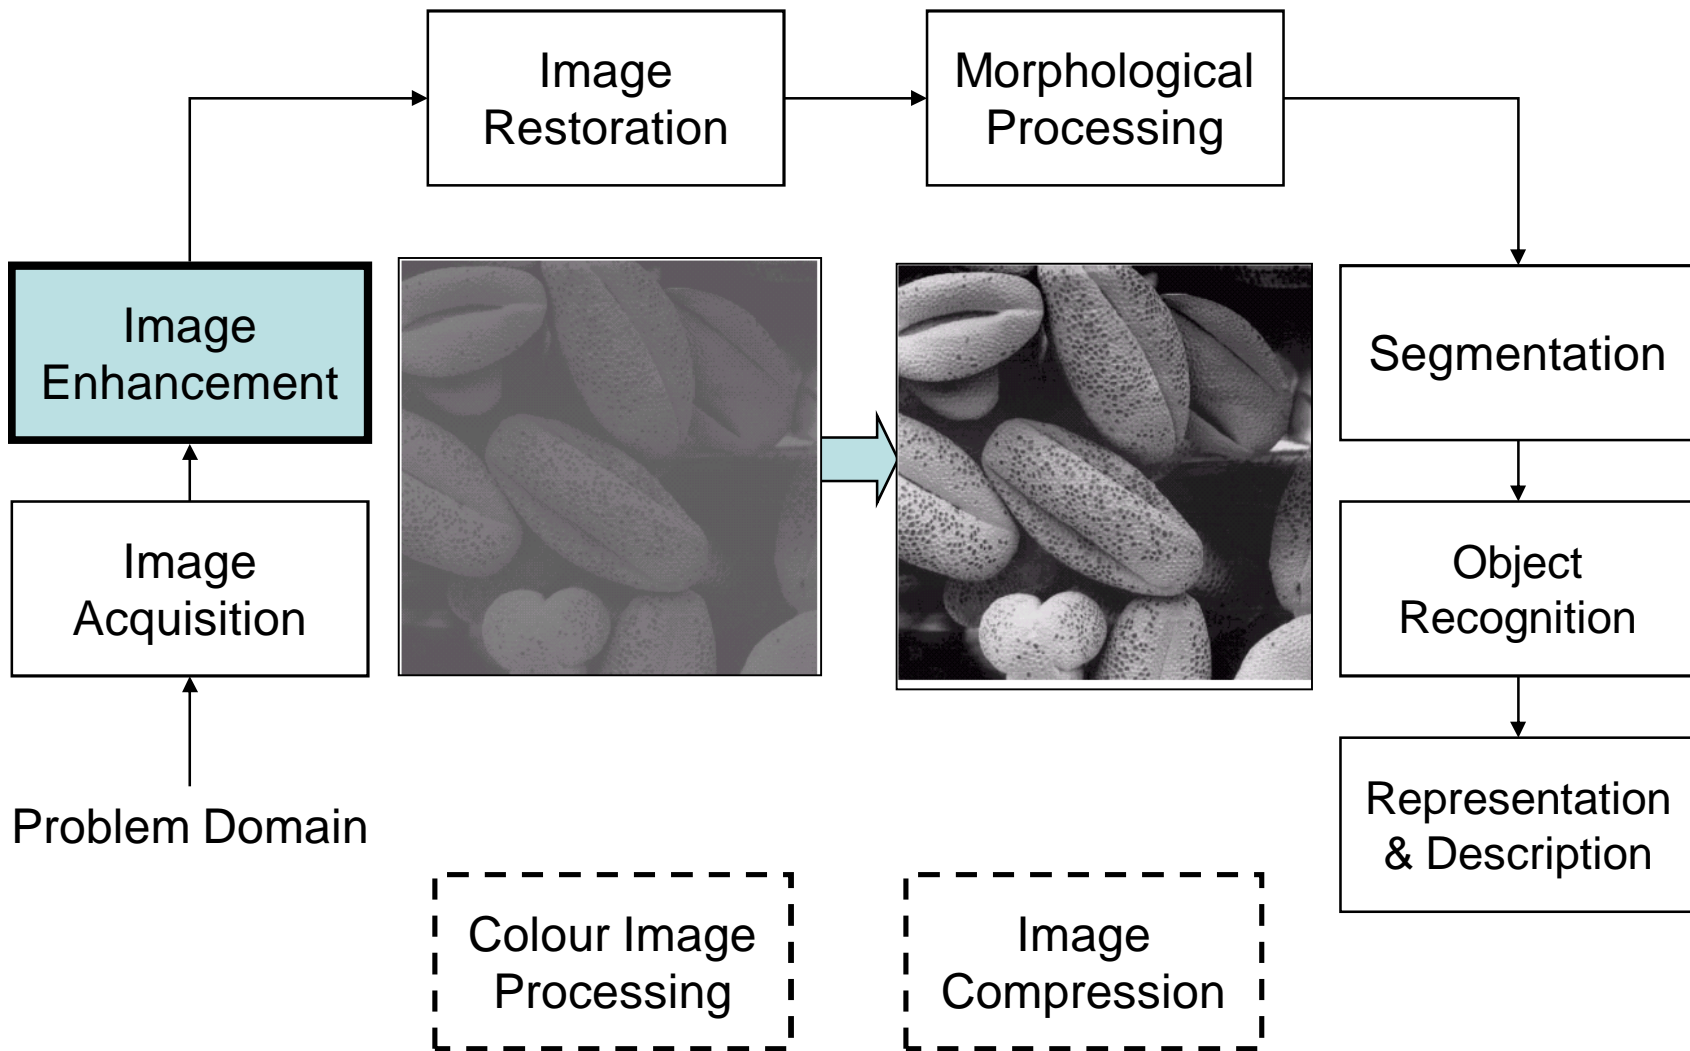 Image
Restoration
Morphological
Processing
Image
Enhancement
Segmentation
Image
Acquisition
Object
Recognition
Problem Domain
Representation
& Description
Colour Image
Processing
Image
Compression